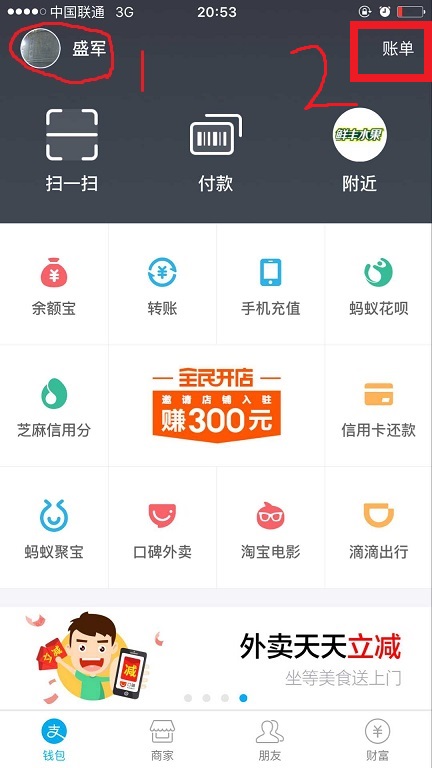 中国联通 3G 20:53
盛军 1 2 账单
扫一扫 付款 鲜丰水果 附近
余额宝 转账 手机充值 蚂蚁花呗
全民开店
邀请店铺入驻
赚300元
芝麻信用分 信用卡还款
蚂蚁聚宝 口碑外卖 淘宝电影 滴滴出行
减
外卖天天立减
坐等美食送上门
支
钱包 商家 朋友 财富